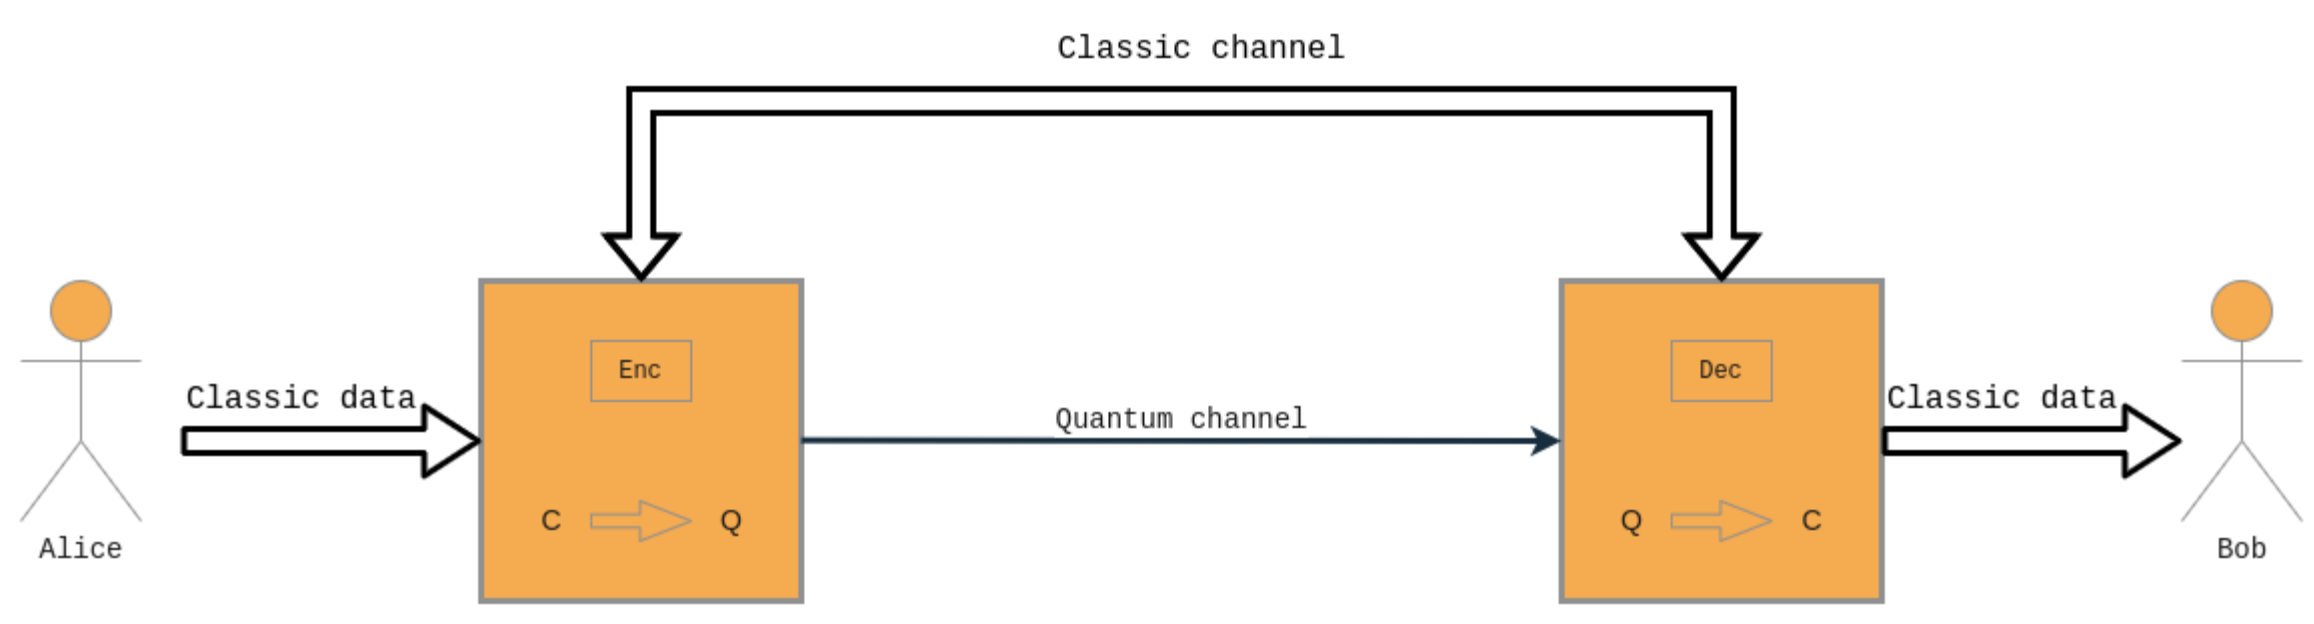 Classic channel
Enc
Dec
Classic data
Classic data
Quantum channel
C
Q
Q
C
Alice
Bob